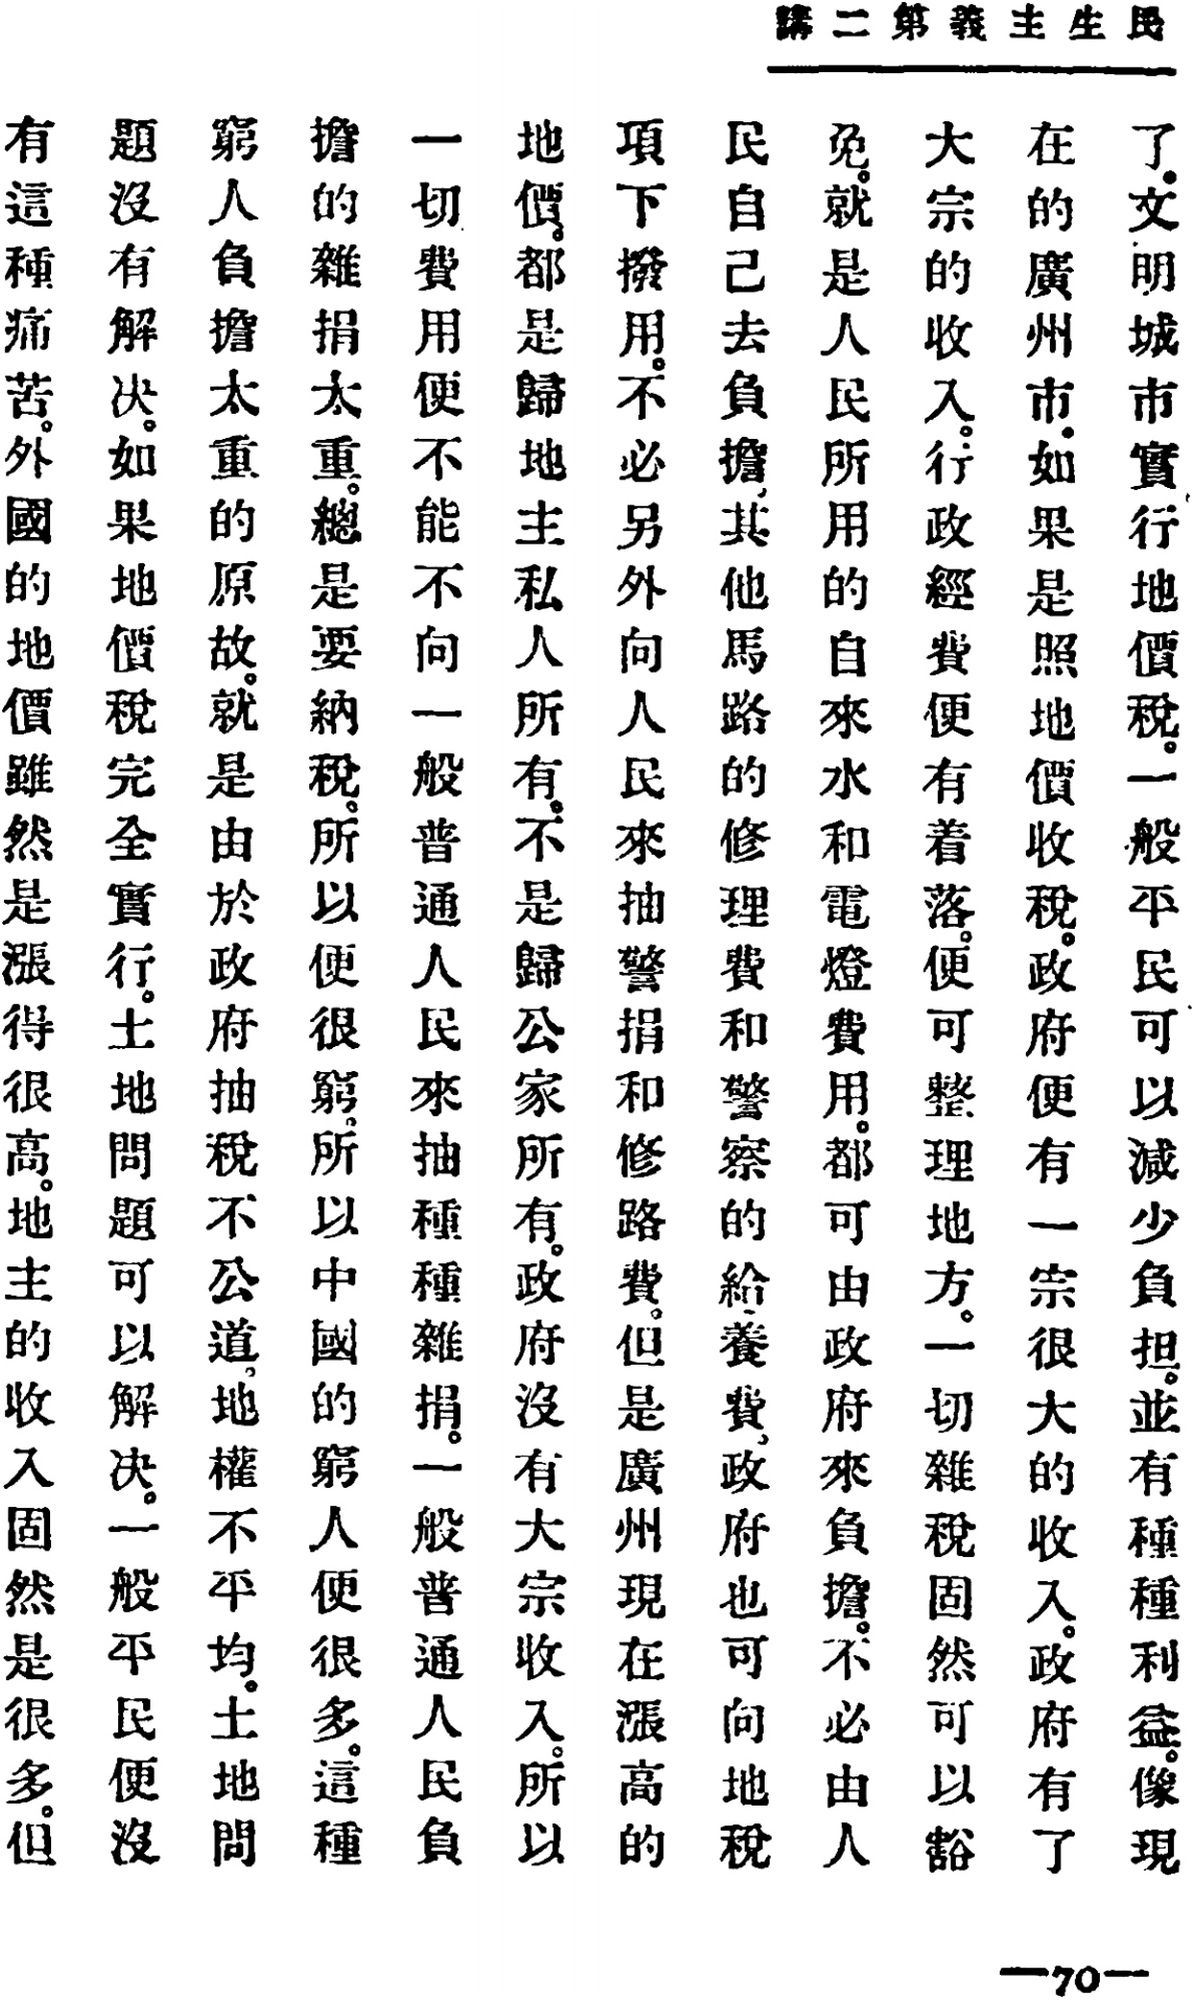 民生主義第二講
了。文明城市實行地價稅。一般平民可以減少負担。並有種種利益。像現
在的廣州市。如果是照地價收稅。政府便有一宗很大的收入。政府有了
大宗的收入。行政經費便有着落。便可整理地方。一切雜稅固然可以豁
免。就是人民所用的自來水和電燈費用。都可由政府來負擔。不必由人
民自己去負擔、其他馬路的修理費和警察的給養費、政府也可向地稅
項下撥用。不必另外向人民來抽警捐和修路費。但是廣州現在漲高的
地價。都是歸地主私人所有。不是歸公家所有。政府沒有大宗收入。所以
一切費用便不能不向一般普通人民來抽種種雜捐。一般普通人民負
擔的雜捐太重。總是要納稅。所以便很窮、所以中國的窮人便很多。這種
窮人負擔太重的原故。就是由於政府抽稅不公道、地權不平均。土地問
題沒有解决。如果地價稅完全實行。土地問題可以解决。一般平民便沒
有這種痛苦。外國的地價雖然是漲得很高。地主的收入固然是很多。但
—70—